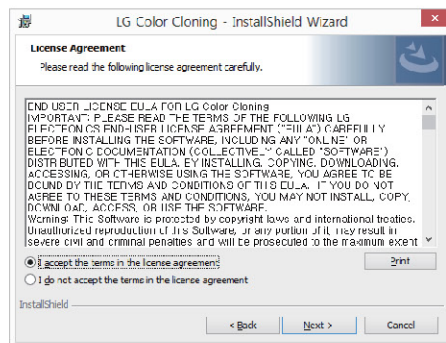 LG Color Cloning - InstallShield Wizard
License Agreement
Please read the following license agreement carefully.
END USER LICENSE EULA FOR LG Color Cloning
IMPORTANT: PLEASE READ THE TERMS OF THE FOLLOWING LG
ELECTRONICS END-USER LICENSE AGREEMENT ("EULA") CAREFULLY
BEFORE INSTALLING THE SOFTWARE, INCLUDING ANY "ONLINE" OR
ELECTRONIC DOCUMENTATION (COLLECTIVELY CALLED "SOFTWARE")
DISTRIBUTED WITH THIS EULA. BY INSTALLING, COPYING, DOWNLOADING,
ACCESSING, OR OTHERWISE USING THE SOFTWARE, YOU AGREE TO BE
BOUND BY THE TERMS AND CONDITIONS OF THIS EULA. IF YOU DO NOT
AGREE TO THESE TERMS AND CONDITIONS, YOU MAY NOT INSTALL, COPY,
DOWNLOAD, ACCESS, OR USE THE SOFTWARE.
Warning: This Software is protected by copyright laws and international treaties.
Unauthorized reproduction of this Software, or any portion of it, may result in
severe civil and criminal penalties and will be prosecuted to the maximum extent
I accept the terms in the license agreement
Print
I do not accept the terms in the license agreement
InstallShield
< Back
Next >
Cancel